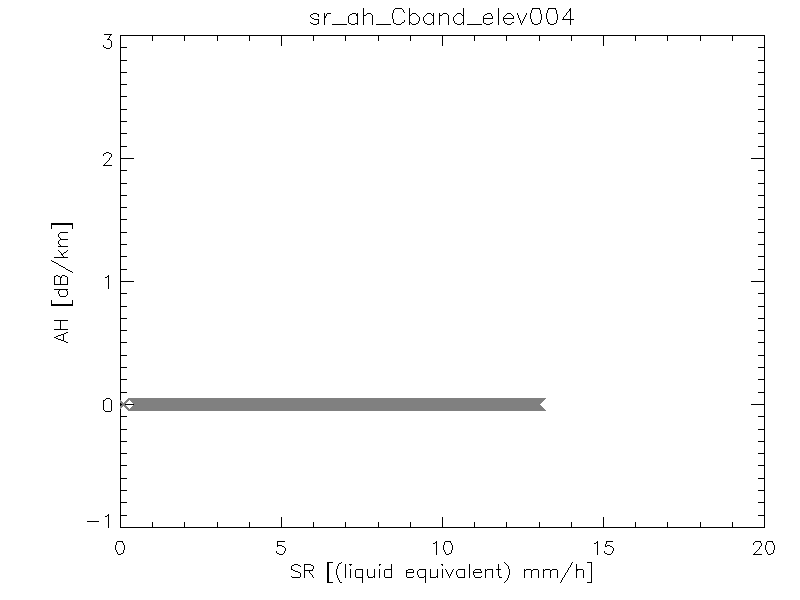 sr_ah_Cband_elev004
3
2
1
0
-1
AH [dB/km]
0 5 10 15 20
SR [(liquid equivalent) mm/h]